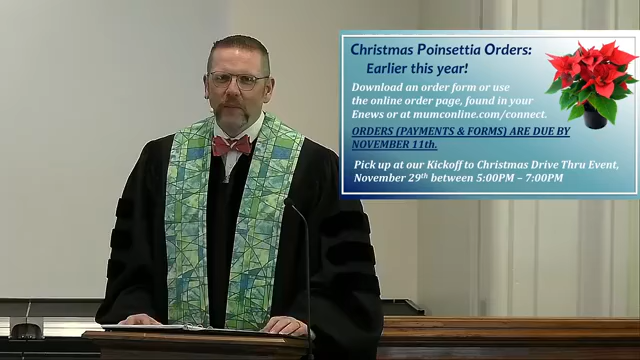 Christmas Poinsettia Orders:
Earlier this year!
Download an order form or use
the online order page, found in your
Enews or at mumconline.com/connect.
ORDERS (PAYMENTS & FORMS) ARE DUE BY
NOVEMBER 11th.
Pick up at our Kickoff to Christmas Drive Thru Event,
November 29th between 5:00PM – 7:00PM